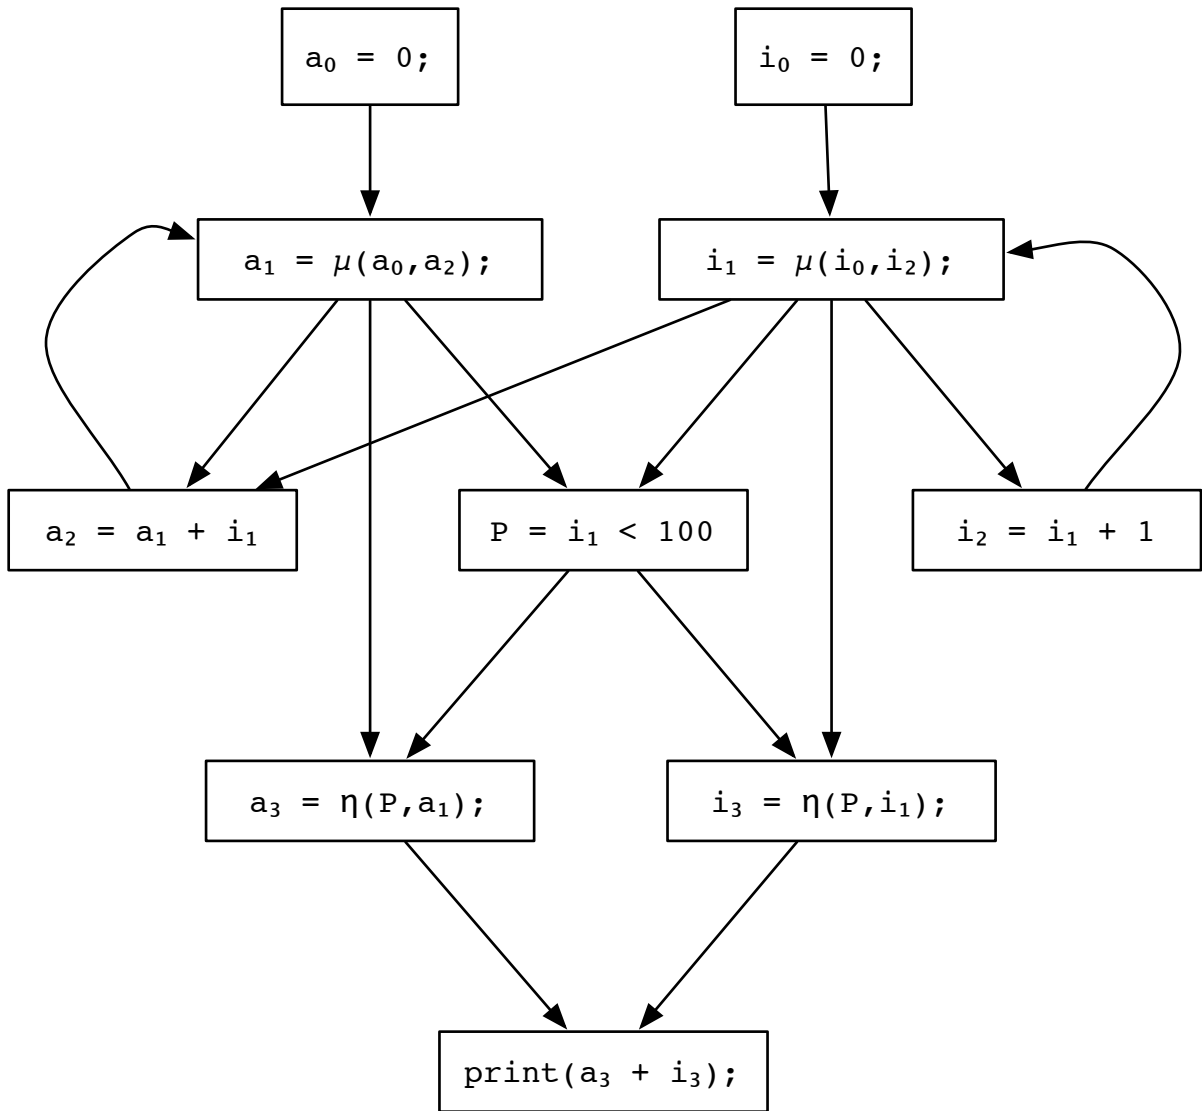 a₀ = 0;
i₀ = 0;
a₁ = μ(a₀,a₂);
i₁ = μ(i₀,i₂);
a₂ = a₁ + i₁
P = i₁ < 100
i₂ = i₁ + 1
a₃ = η(P,a₁);
i₃ = η(P,i₁);
print(a₃ + i₃);